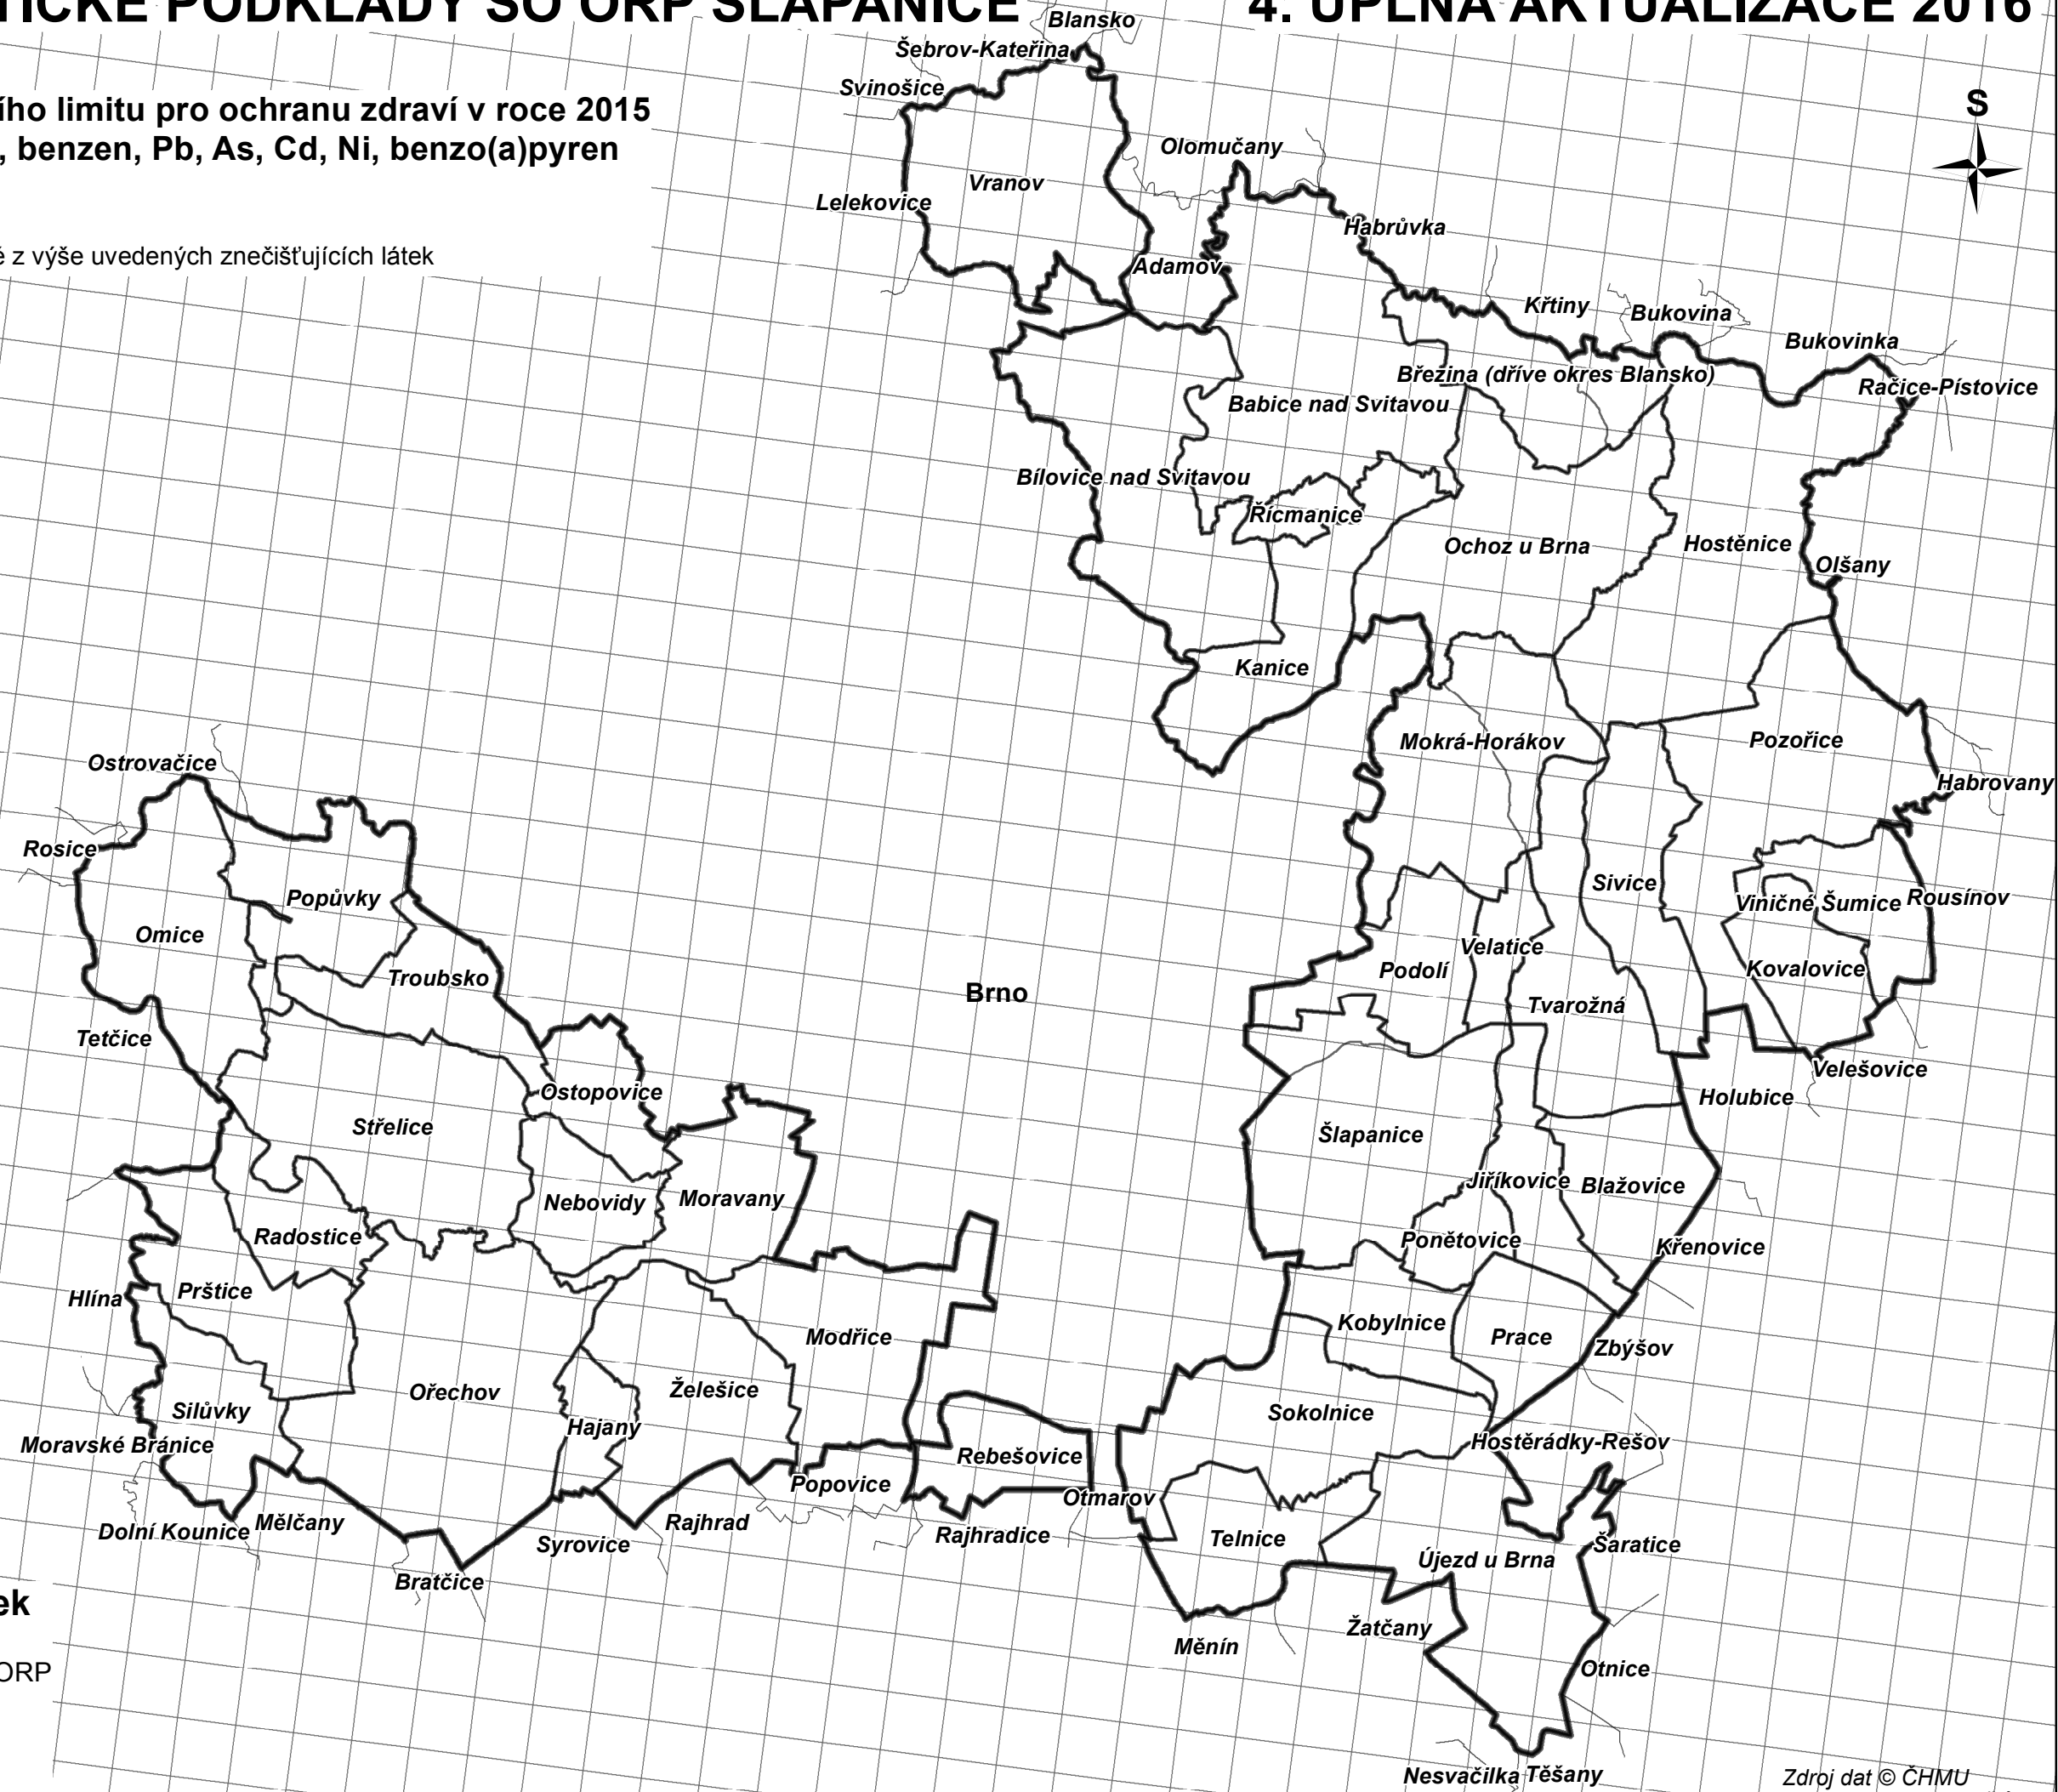 TICKÉ PODKLADY SO ORP ŠLAPANICE
4. ÚPLNÁ AKTUALIZACE 2016
ího limitu pro ochranu zdraví v roce 2015
, benzen, Pb, As, Cd, Ni, benzo(a)pyren
é z výše uvedených znečišťujících látek
S
Blansko
Šebrov-Kateřina
Svinošice
Olomučany
Vranov
Lelekovice
Habrůvka
Adamov
Křtiny
Bukovina
Bukovinka
Březina (dříve okres Blansko)
Račice-Pístovice
Babice nad Svitavou
Bílovice nad Svitavou
Řícmanice
Ochoz u Brna
Hostěnice
Olšany
Kanice
Mokrá-Horákov
Pozořice
Ostrovačice
Habrovany
Rosice
Sivice
Popůvky
Viničné Šumice
Rousínov
Omice
Velatice
Podolí
Kovalovice
Troubsko
Brno
Tvarožná
Tetčice
Velešovice
Ostopovice
Holubice
Střelice
Šlapanice
Jiříkovice
Blažovice
Nebovidy
Moravany
Radostice
Ponětovice
Křenovice
Prštice
Hlína
Kobylnice
Modřice
Prace
Zbýšov
Ořechov
Želešice
Silůvky
Sokolnice
Hajany
Moravské Bránice
Hostěrádky-Rešov
Rebešovice
Popovice
Otmarov
Mělčany
Rajhrad
Dolní Kounice
Rajhradice
Telnice
Syrovice
Šaratice
Újezd u Brna
Bratčice
ek
Žatčany
Měnín
ORP
Otnice
Nesvačilka
Těšany
Zdroj dat © ČHMU